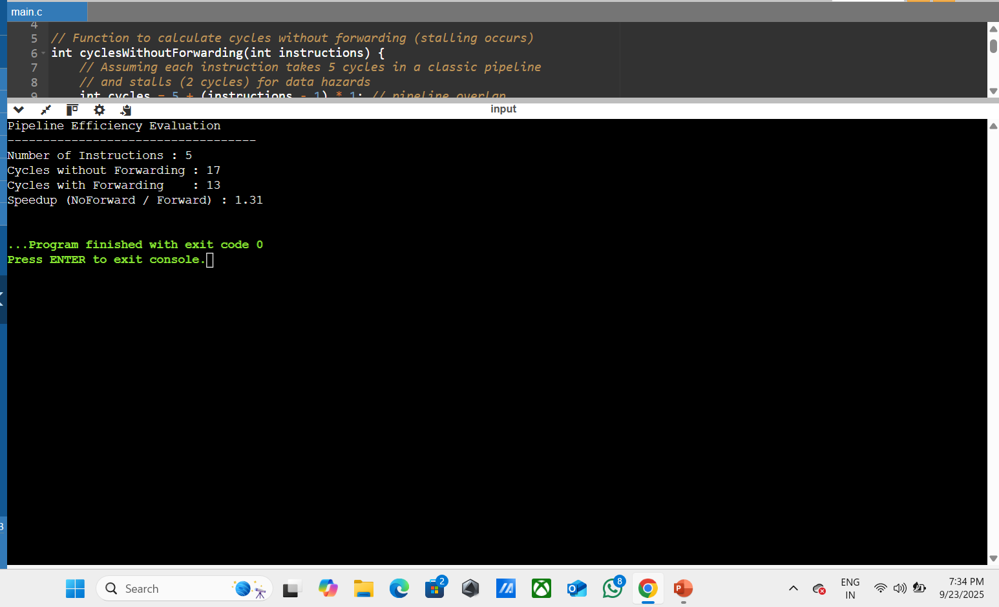 main.c
4
5 // Function to calculate cycles without forwarding (stalling occurs)
6 int cyclesWithoutForwarding(int instructions) {
7 // Assuming each instruction takes 5 cycles in a classic pipeline
8 // and stalls (2 cycles) for data hazards
9 int cycles = 5 + (instructions - 1) * 1; // pipeline overlap
input
Pipeline Efficiency Evaluation
-----------------------------------
Number of Instructions : 5
Cycles without Forwarding : 17
Cycles with Forwarding    : 13
Speedup (NoForward / Forward) : 1.31
...Program finished with exit code 0
Press ENTER to exit console.
Search
2
8
ENG
IN
7:34 PM
9/23/2025